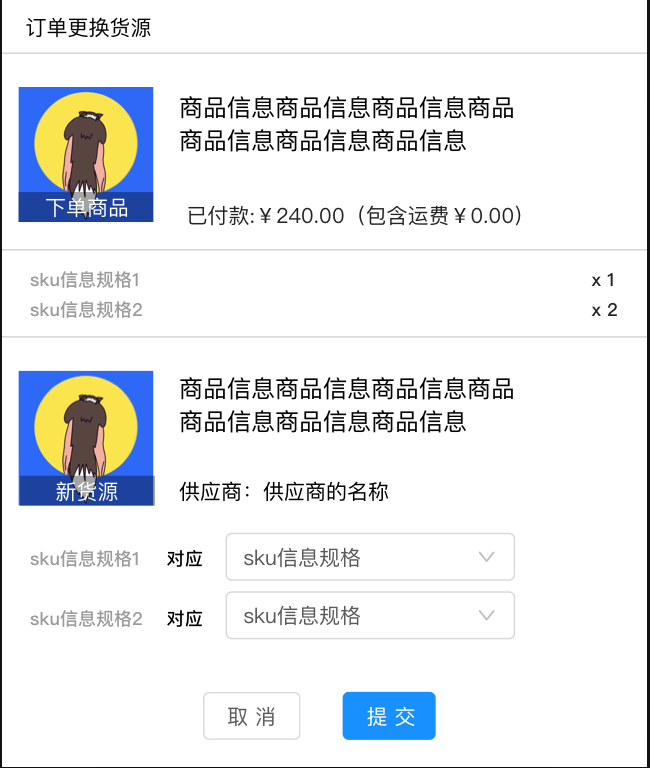 订单更换货源
商品信息商品信息商品信息商品
商品信息商品信息商品信息
下单商品
已付款:￥240.00（包含运费￥0.00）
sku信息规格1 x 1
sku信息规格2 x 2
商品信息商品信息商品信息商品
商品信息商品信息商品信息
新货源
供应商：供应商的名称
sku信息规格1 对应 sku信息规格
sku信息规格2 对应 sku信息规格
取 消 提 交